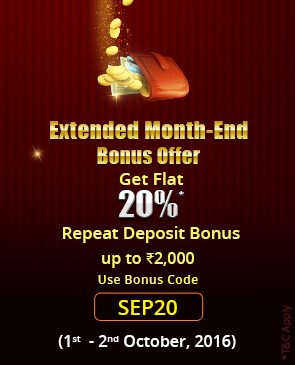 Extended Month-End
Bonus Offer
Get Flat
20%*
Repeat Deposit Bonus
up to ₹2,000
Use Bonus Code
SEP20
(1st - 2nd October, 2016)
*T&C Apply